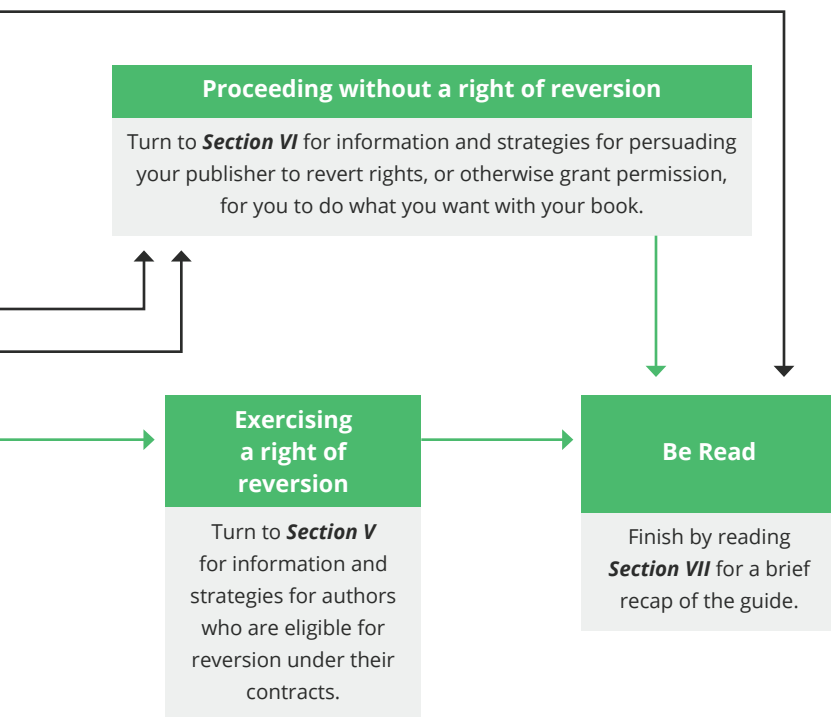 Proceeding without a right of reversion
Turn to Section VI for information and strategies for persuading
your publisher to revert rights, or otherwise grant permission,
for you to do what you want with your book.
Exercising
a right of
reversion
Turn to Section V
for information and
strategies for authors
who are eligible for
reversion under their
contracts.
Be Read
Finish by reading
Section VII for a brief
recap of the guide.